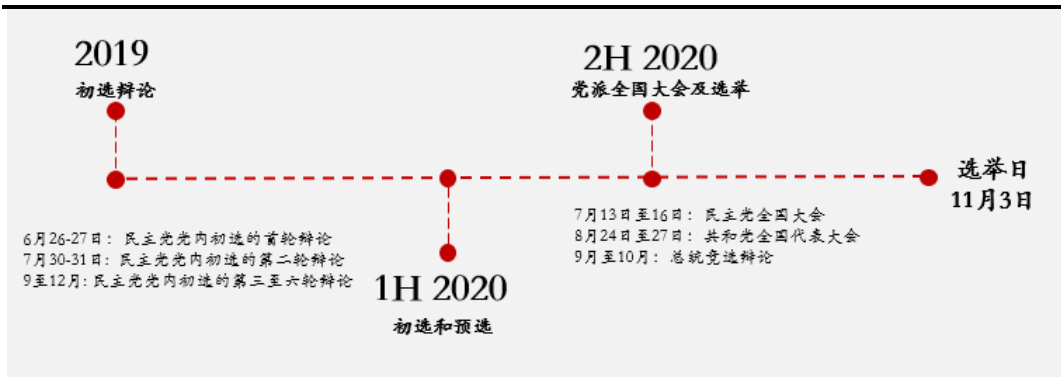 2019
初选辩论
2H 2020
党派全国大会及选举
选举日
11月3日
6月26-27日：民主党党内初选的首轮辩论
7月30-31日：民主党党内初选的第二轮辩论
9至12月：民主党党内初选的第三至六轮辩论
7月13日至16日：民主党全国大会
8月24日至27日：共和党全国代表大会
9月至10月：总统竞选辩论
1H 2020
初选和预选